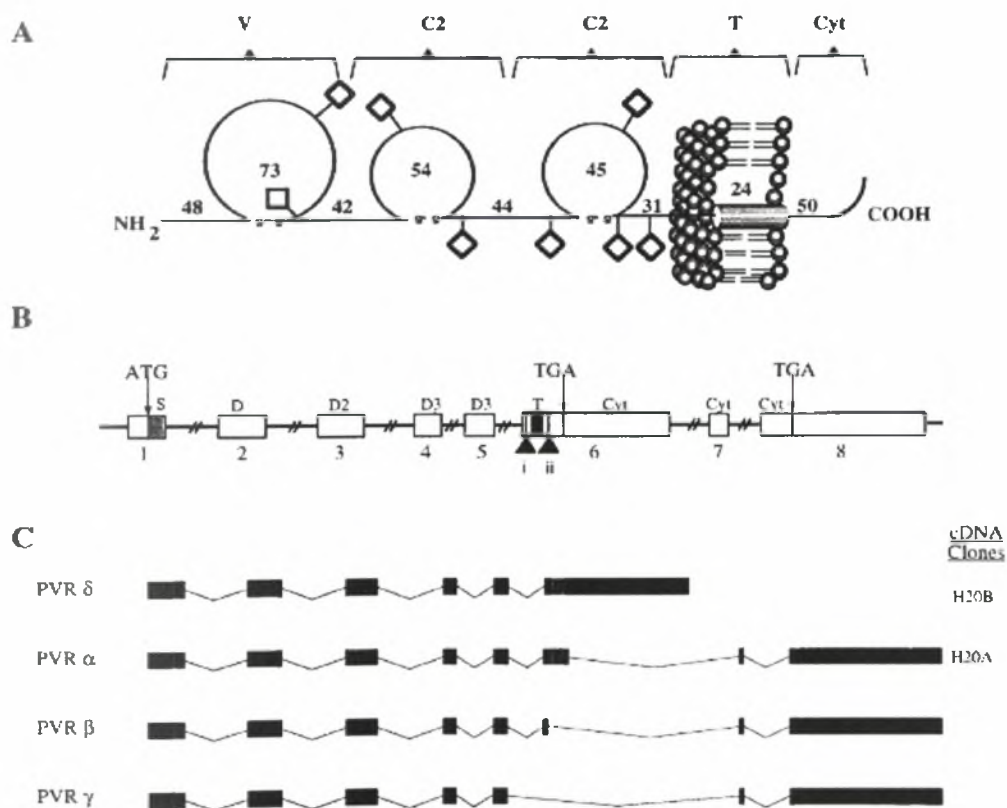 A
V C2 C2 T Cyt
73 54 45 24
48 42 44 31 50
NH2 COOH
B
ATG TGA TGA
S D D2 D3 D3 T Cyt Cyt Cyt
1 2 3 4 5 6 7 8
i ii
C
cDNA
Clones
PVR δ H20B
PVR α H20A
PVR β
PVR γ